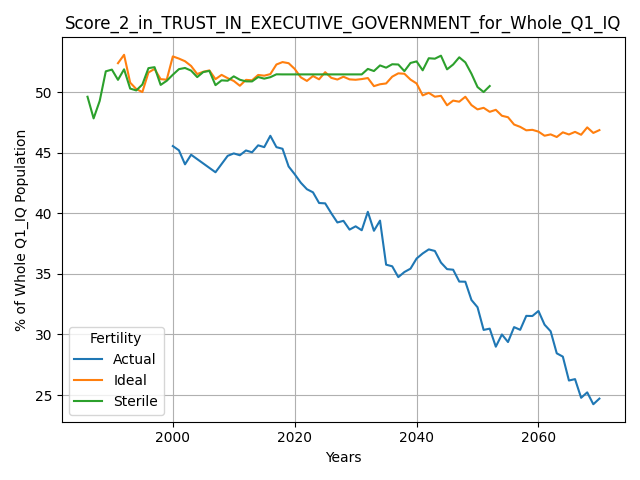 Score_2_in_TRUST_IN_EXECUTIVE_GOVERNMENT_for_Whole_Q1_IQ
% of Whole Q1_IQ Population
50
45
40
35
30
25
Fertility
Actual
Ideal
Sterile
2000
2020
2040
2060
Years